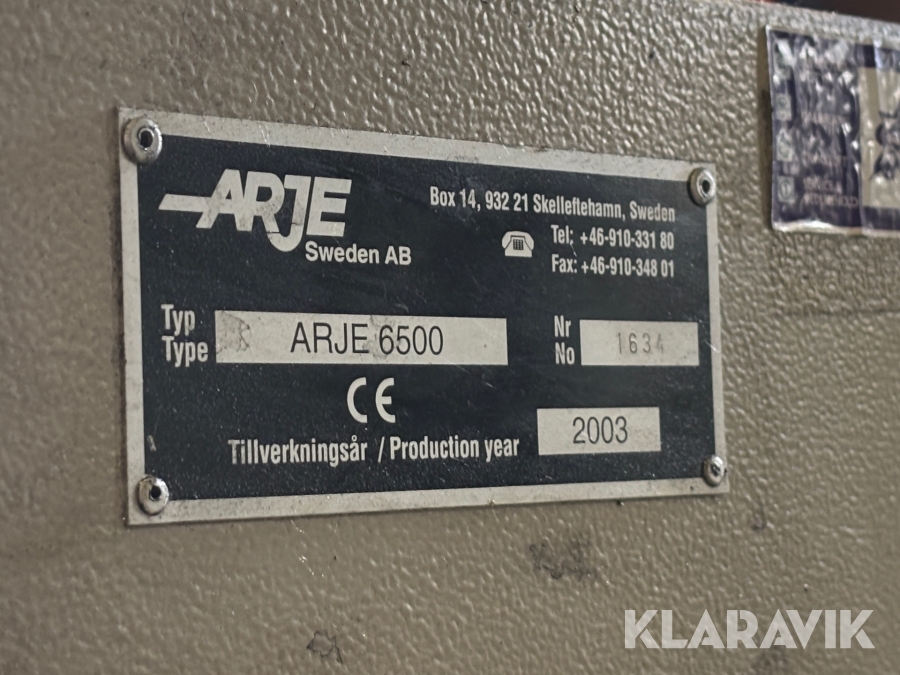 ARJE
Sweden AB
Box 14, 932 21 Skelleftehamn, Sweden
Tel: +46-910-331 80
Fax: +46-910-348 01
Typ
Type
ARJE 6500
Nr
No
1634
CE
Tillverkningsår / Production year
2003
KLARAVIK